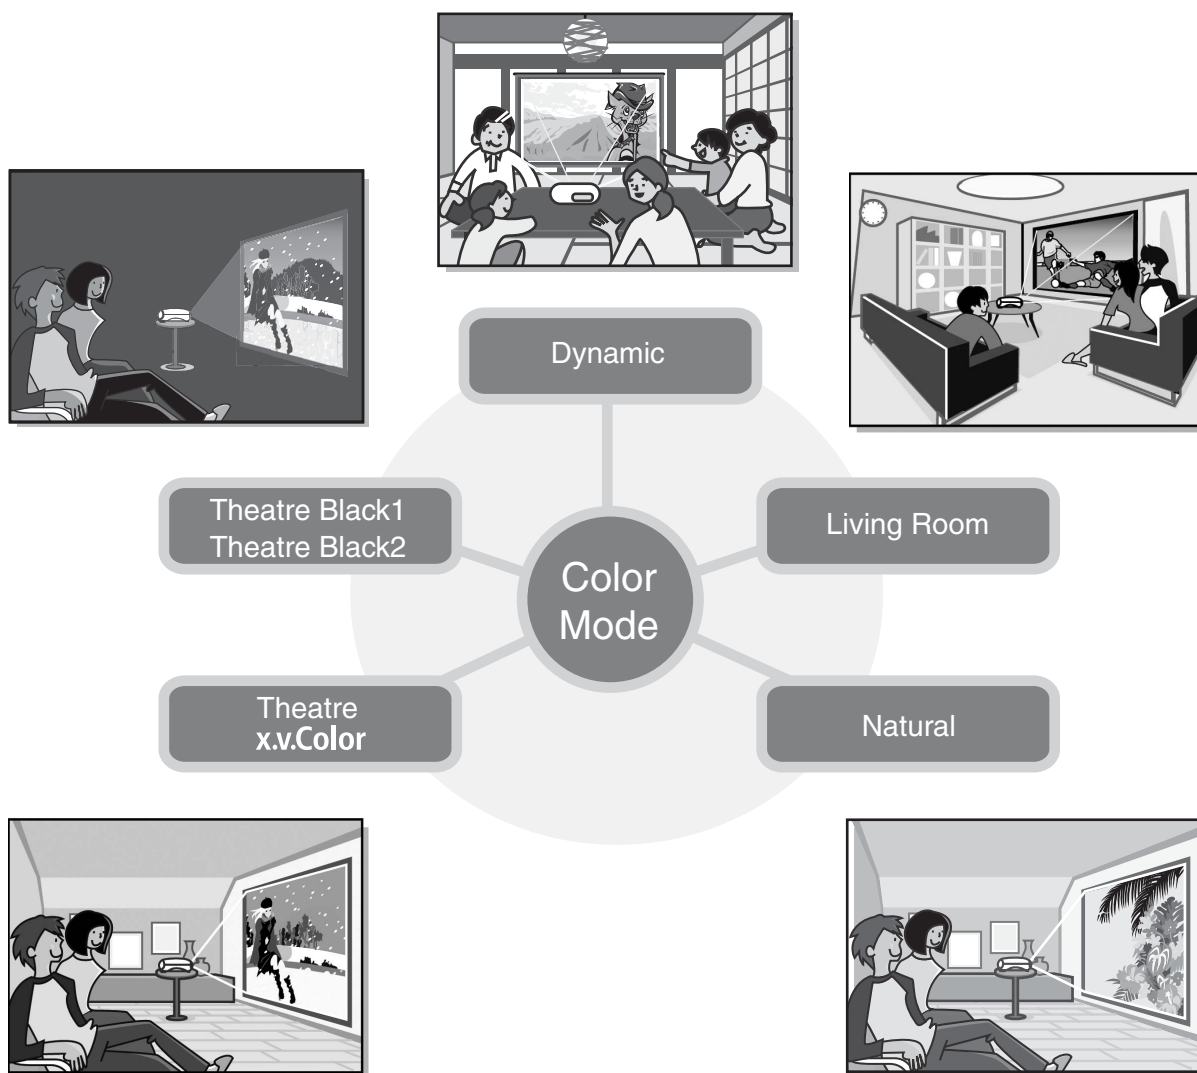 Dynamic
Theatre Black1
Theatre Black2
Living Room
Color
Mode
Theatre
x.v.Color
Natural